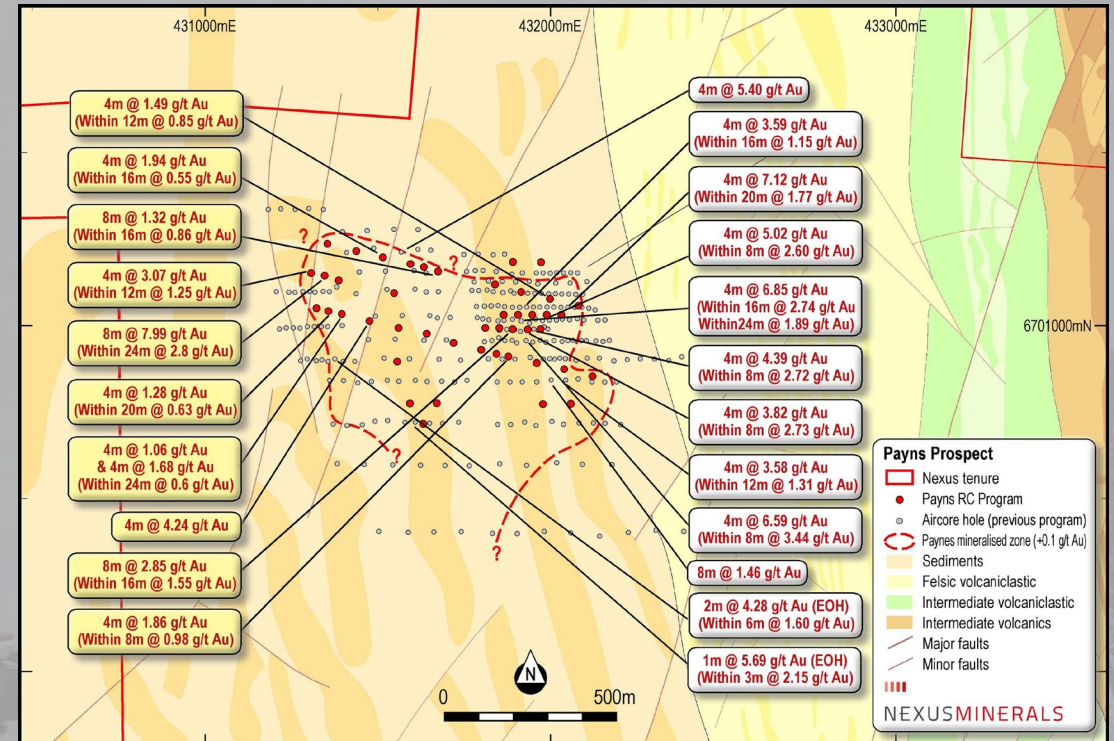 431000mE
432000mE
433000mE
4m @ 1.49 g/t Au
(Within 12m @ 0.85 g/t Au)
4m @ 1.94 g/t Au
(Within 16m @ 0.55 g/t Au)
8m @ 1.32 g/t Au
(Within 16m @ 0.86 g/t Au)
4m @ 3.07 g/t Au
(Within 12m @ 1.25 g/t Au)
8m @ 7.99 g/t Au
(Within 24m @ 2.8 g/t Au)
4m @ 1.28 g/t Au
(Within 20m @ 0.63 g/t Au)
4m @ 1.06 g/t Au
& 4m @ 1.68 g/t Au
(Within 24m @ 0.6 g/t Au)
4m @ 4.24 g/t Au
8m @ 2.85 g/t Au
(Within 16m @ 1.55 g/t Au)
4m @ 1.86 g/t Au
(Within 8m @ 0.98 g/t Au)
?
?
?
?
4m @ 5.40 g/t Au
4m @ 3.59 g/t Au
(Within 16m @ 1.15 g/t Au)
4m @ 7.12 g/t Au
(Within 20m @ 1.77 g/t Au)
4m @ 5.02 g/t Au
(Within 8m @ 2.60 g/t Au)
4m @ 6.85 g/t Au
(Within 16m @ 2.74 g/t Au
Within24m @ 1.89 g/t Au)
4m @ 4.39 g/t Au
(Within 8m @ 2.72 g/t Au)
4m @ 3.82 g/t Au
(Within 8m @ 2.73 g/t Au)
4m @ 3.58 g/t Au
(Within 12m @ 1.31 g/t Au)
4m @ 6.59 g/t Au
(Within 8m @ 3.44 g/t Au)
8m @ 1.46 g/t Au
2m @ 4.28 g/t Au (EOH)
(Within 6m @ 1.60 g/t Au)
1m @ 5.69 g/t Au (EOH)
(Within 3m @ 2.15 g/t Au)
6701000mN
N
0 500m
Payns Prospect
Nexus tenure
Payns RC Program
Aircore hole (previous program)
Paynes mineralised zone (+0.1 g/t Au)
Sediments
Felsic volcaniclastic
Intermediate volcaniclastic
Intermediate volcanics
Major faults
Minor faults
NEXUSMINERALS